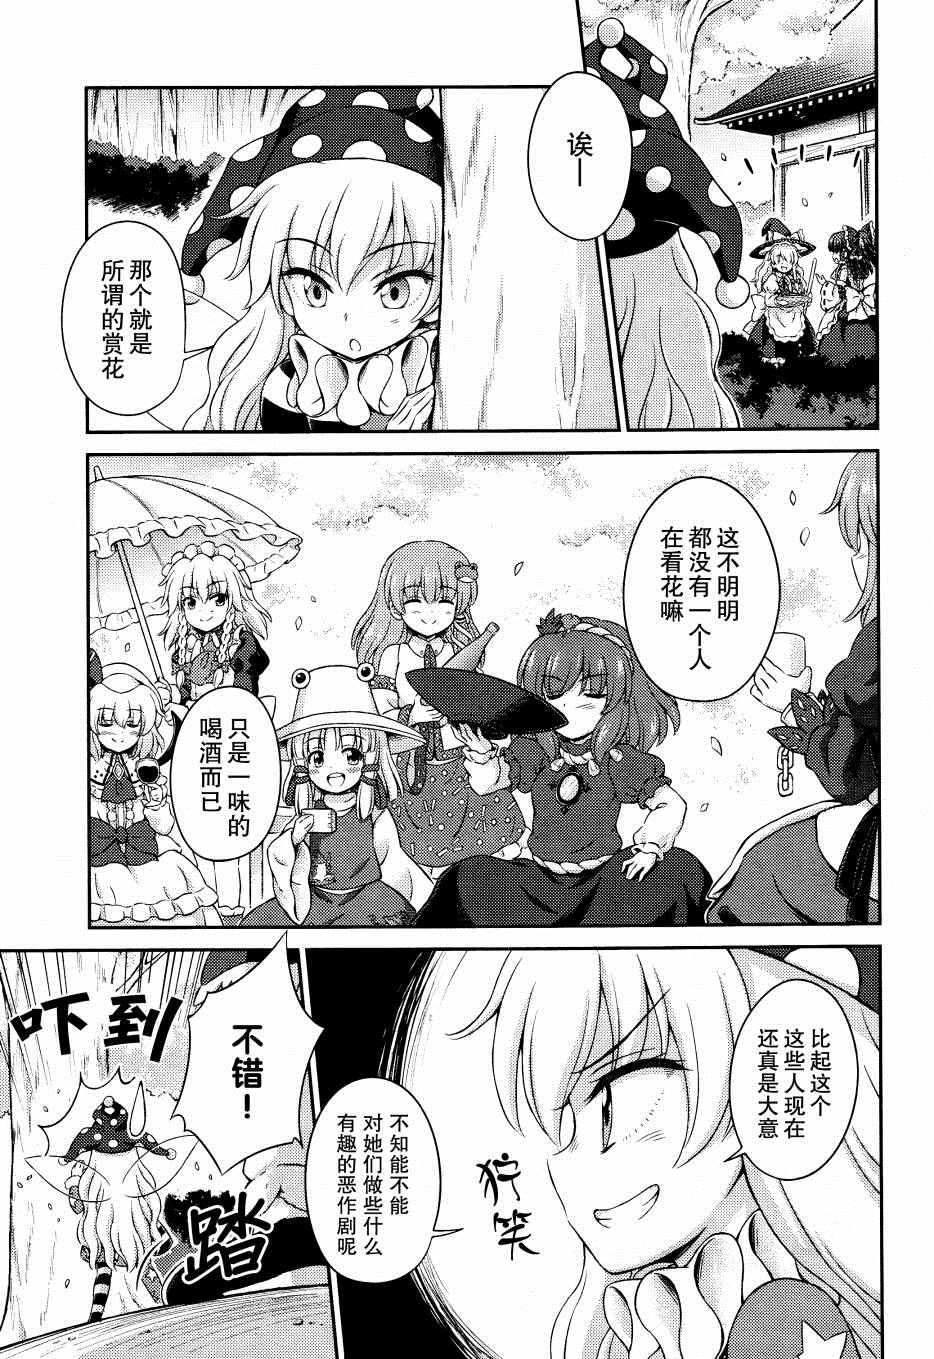 诶—
那个就是
所谓的赏花
这不明明
都没有一个人
在看花嘛
只是一味的
喝酒而已
比起这个
这些人现在
还真是大意
狞笑
不知能不能
对她们做些什么
有趣的恶作剧呢
不错！
吓到
踏